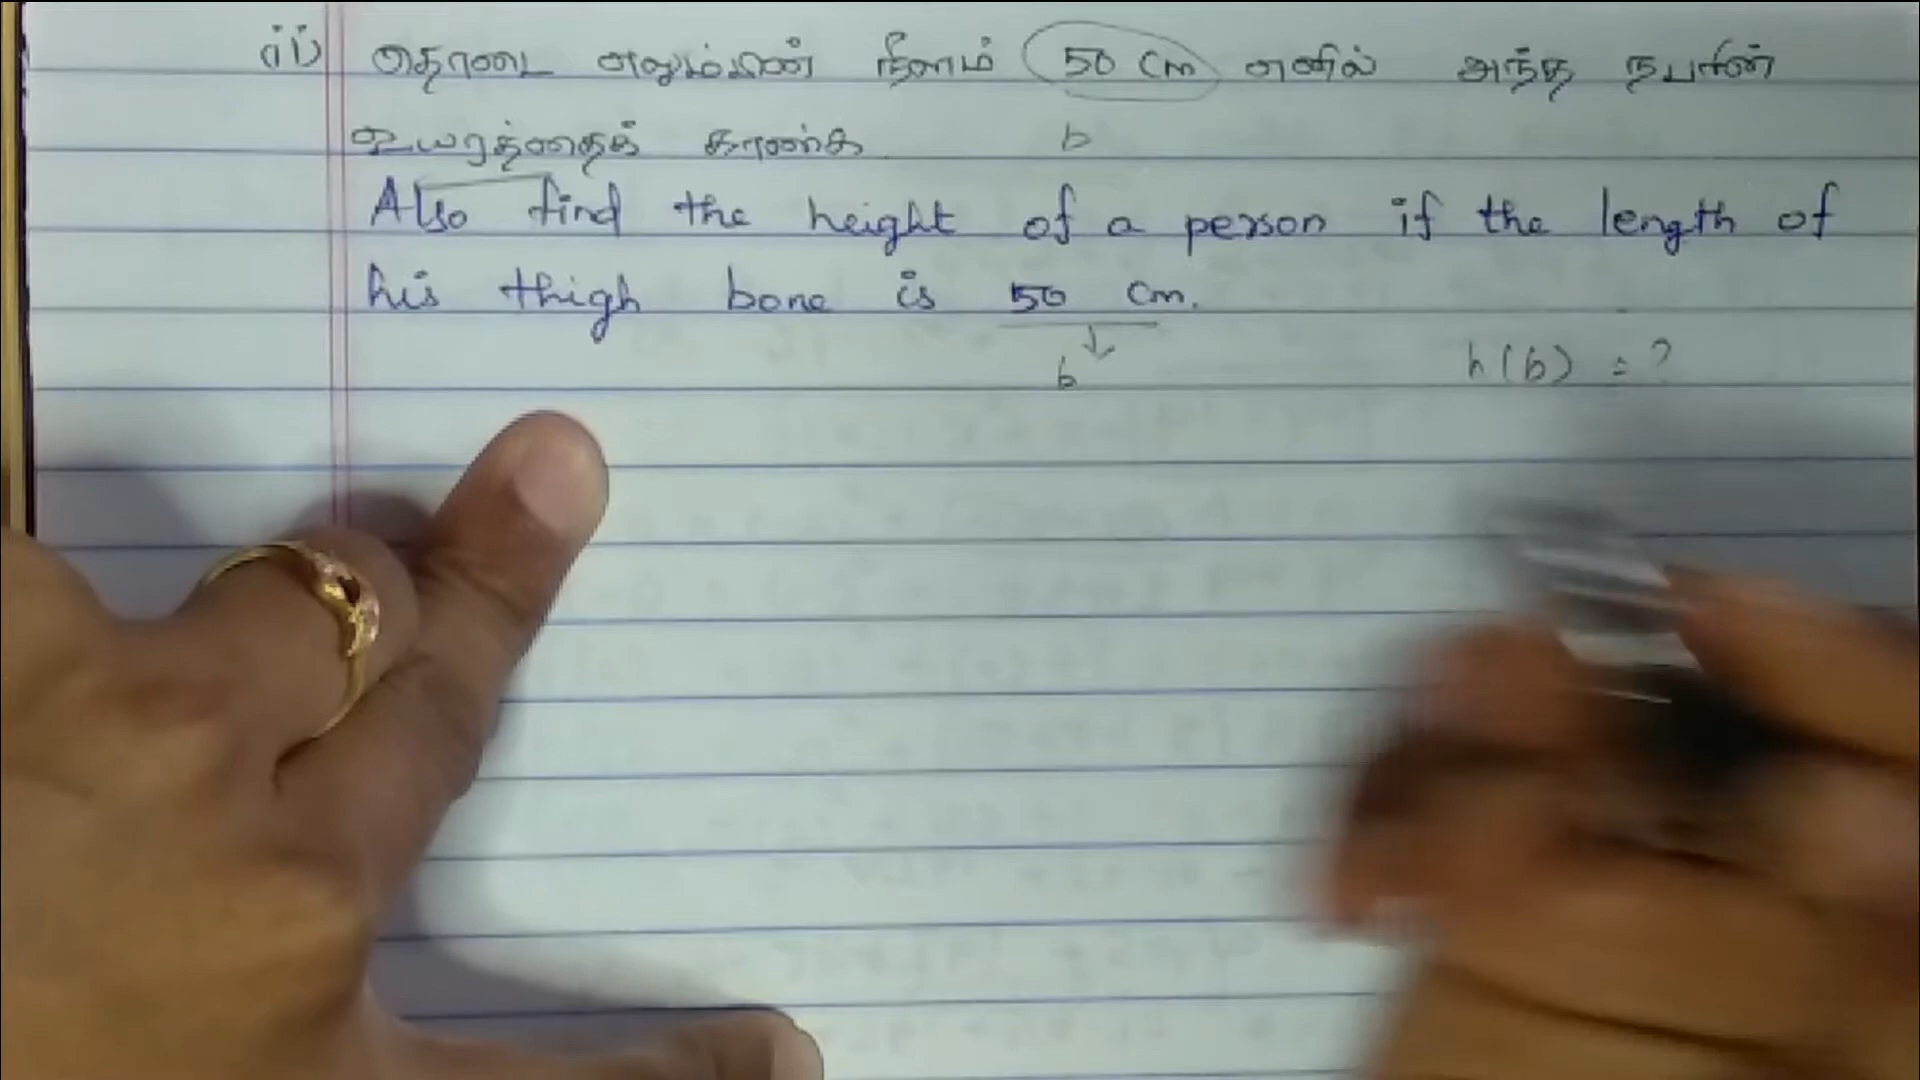 ii) தொடை எலும்பின் நீளம் 50 cm எனில் அந்த நபரின்
உயரத்தைக் காண்க
b
Also find the height of a person if the length of
his thigh bone is 50 cm.
b
h(b) = ?